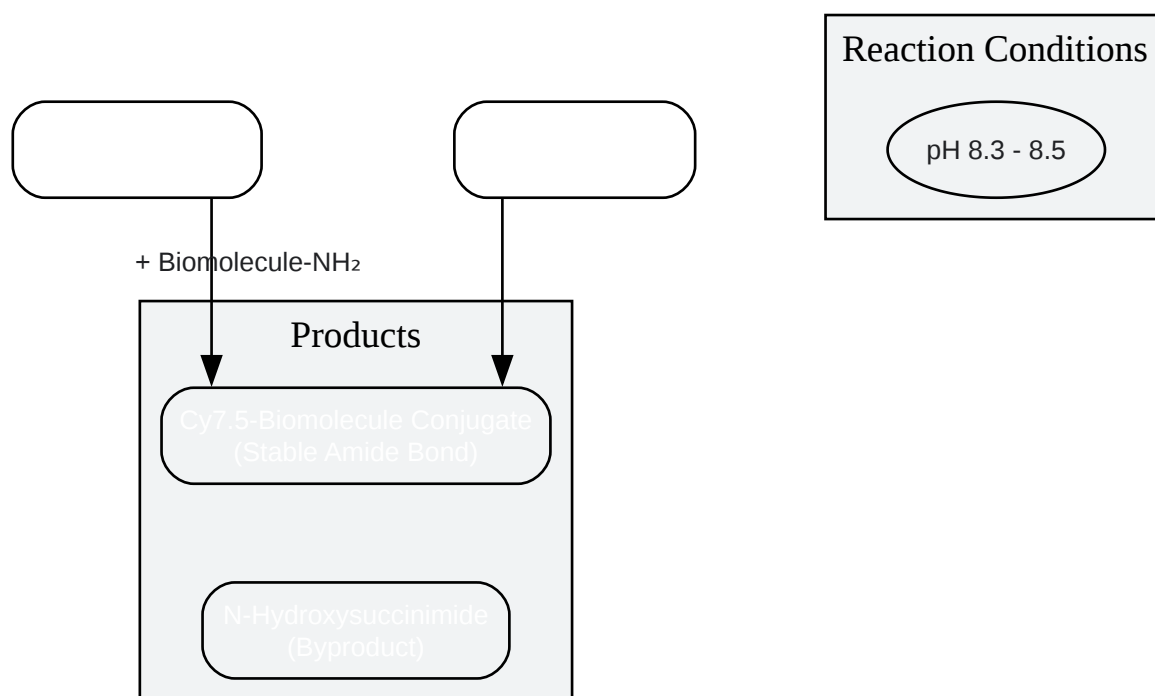 Reaction Conditions
pH 8.3 - 8.5
+ Biomolecule-NH₂
Products
Cy7.5-Biomolecule Conjugate
(Stable Amide Bond)
N-Hydroxysuccinimide
(Byproduct)